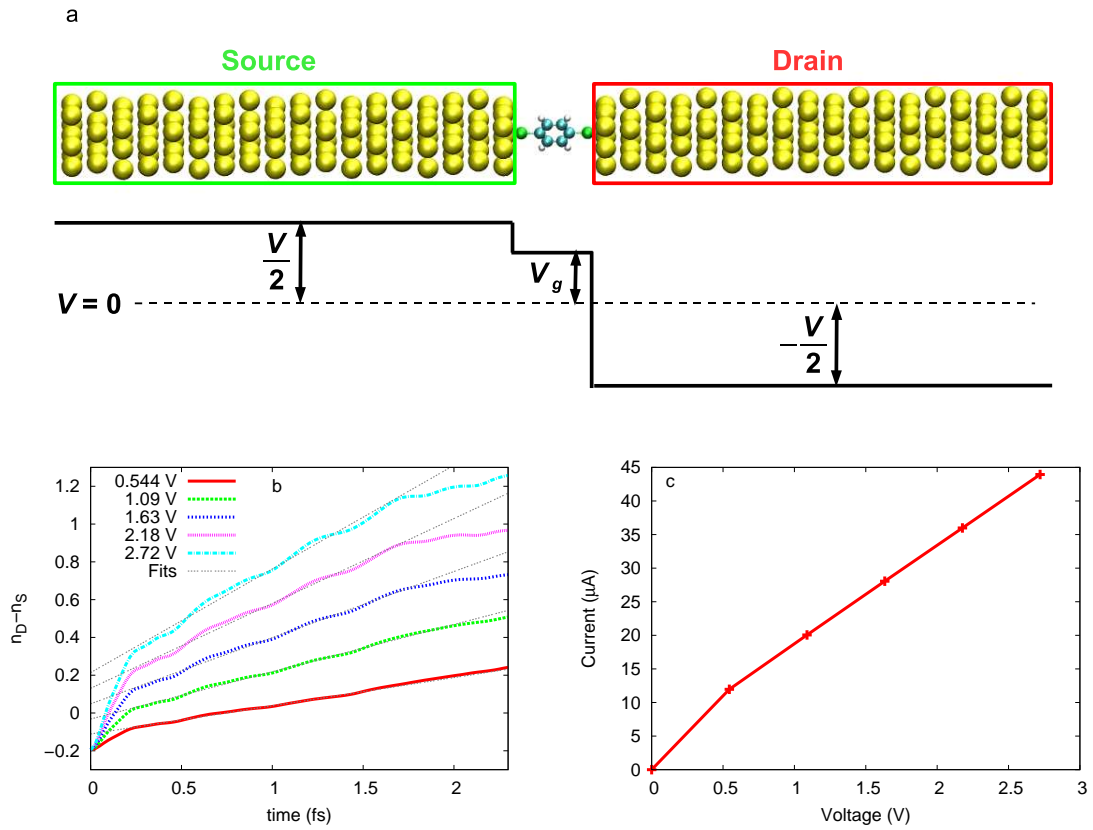 a
Source Drain
V
2
V = 0
V_g
−V
2
b
0.544 V
1.09 V
1.63 V
2.18 V
2.72 V
Fits
n_D−n_S
1.2
1
0.8
0.6
0.4
0.2
0
−0.2
0 0.5 1 1.5 2
time (fs)
c
Current (μA)
45
40
35
30
25
20
15
10
5
0
0 0.5 1 1.5 2 2.5 3
Voltage (V)